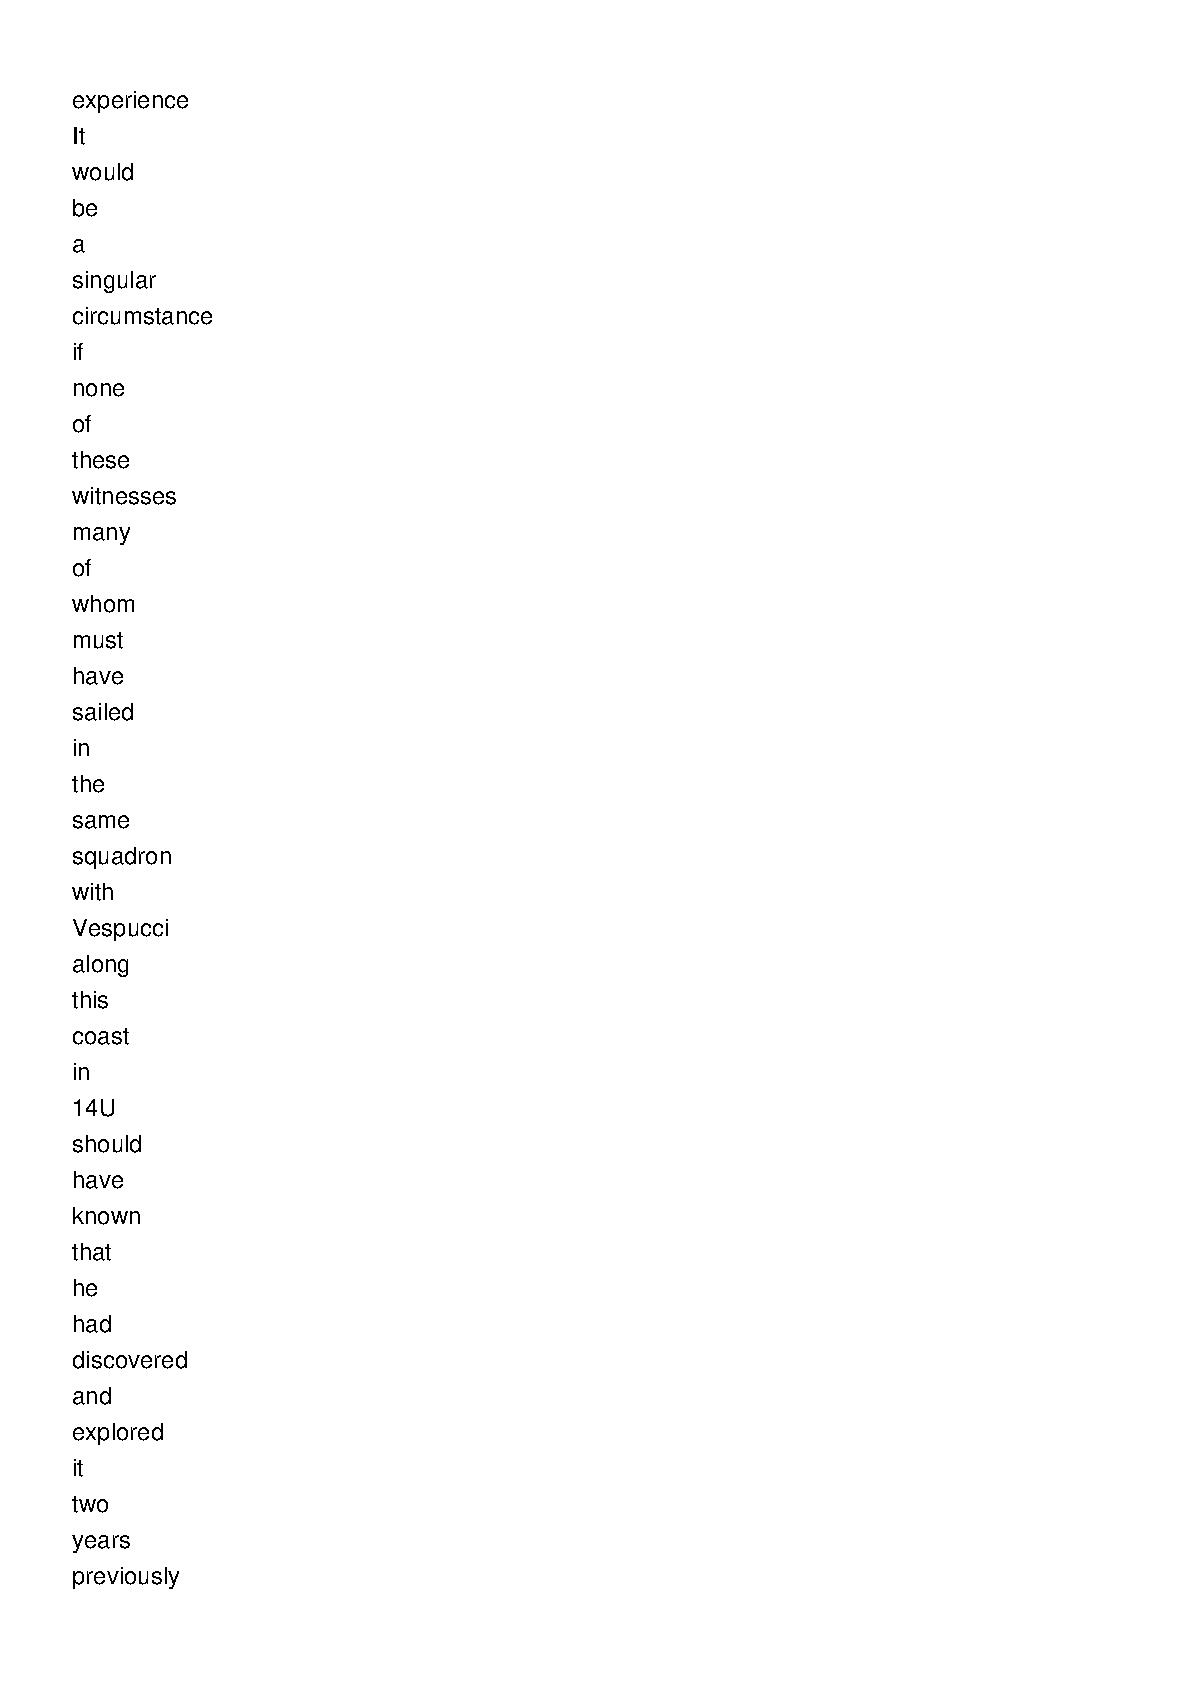 experience
It
would
be
a
singular
circumstance
if
none
of
these
witnesses
many
of
whom
must
have
sailed
in
the
same
squadron
with
Vespucci
along
this
coast
in
14U
should
have
known
that
he
had
discovered
and
explored
it
two
years
previously